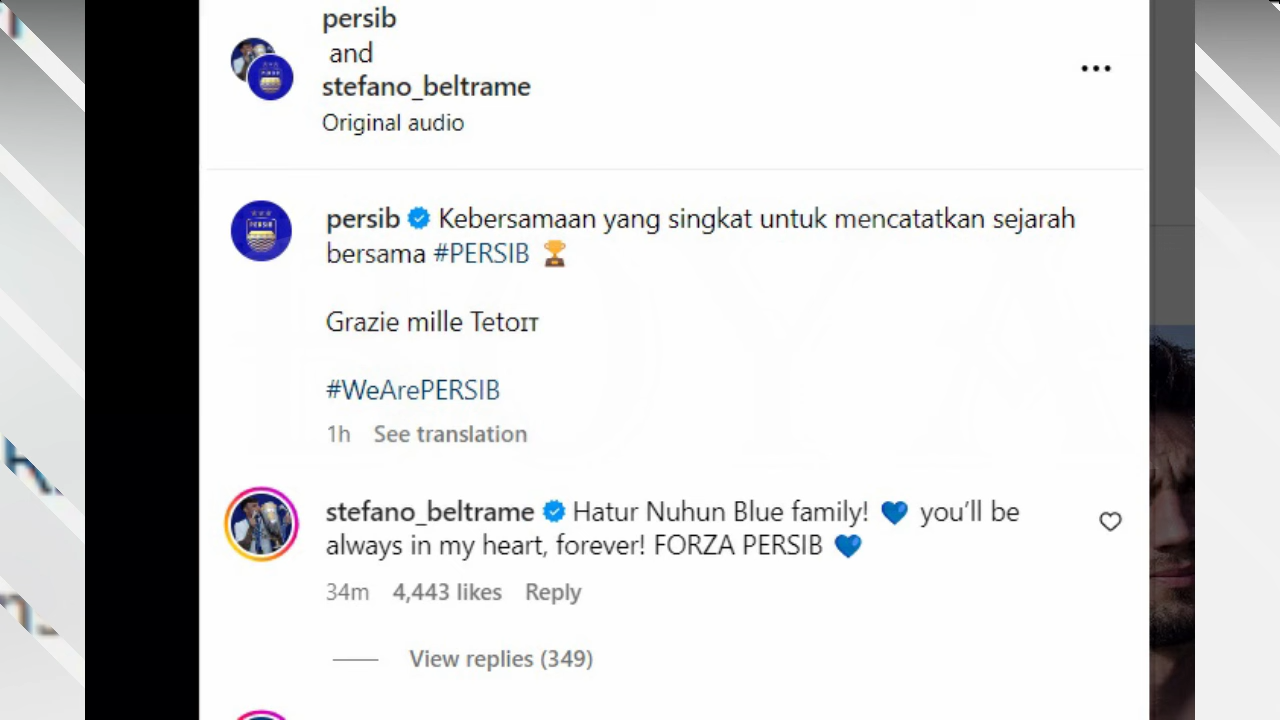 persib
and
stefano_beltrame
Original audio
PERSIB
persib Kebersamaan yang singkat untuk mencatatkan sejarah
bersama #PERSIB 🏆
Grazie mille Tetoɪᴛ
#WeArePERSIB
1h See translation
stefano_beltrame Hatur Nuhun Blue family! 💙 you'll be
always in my heart, forever! FORZA PERSIB 💙
34m 4,443 likes Reply
View replies (349)